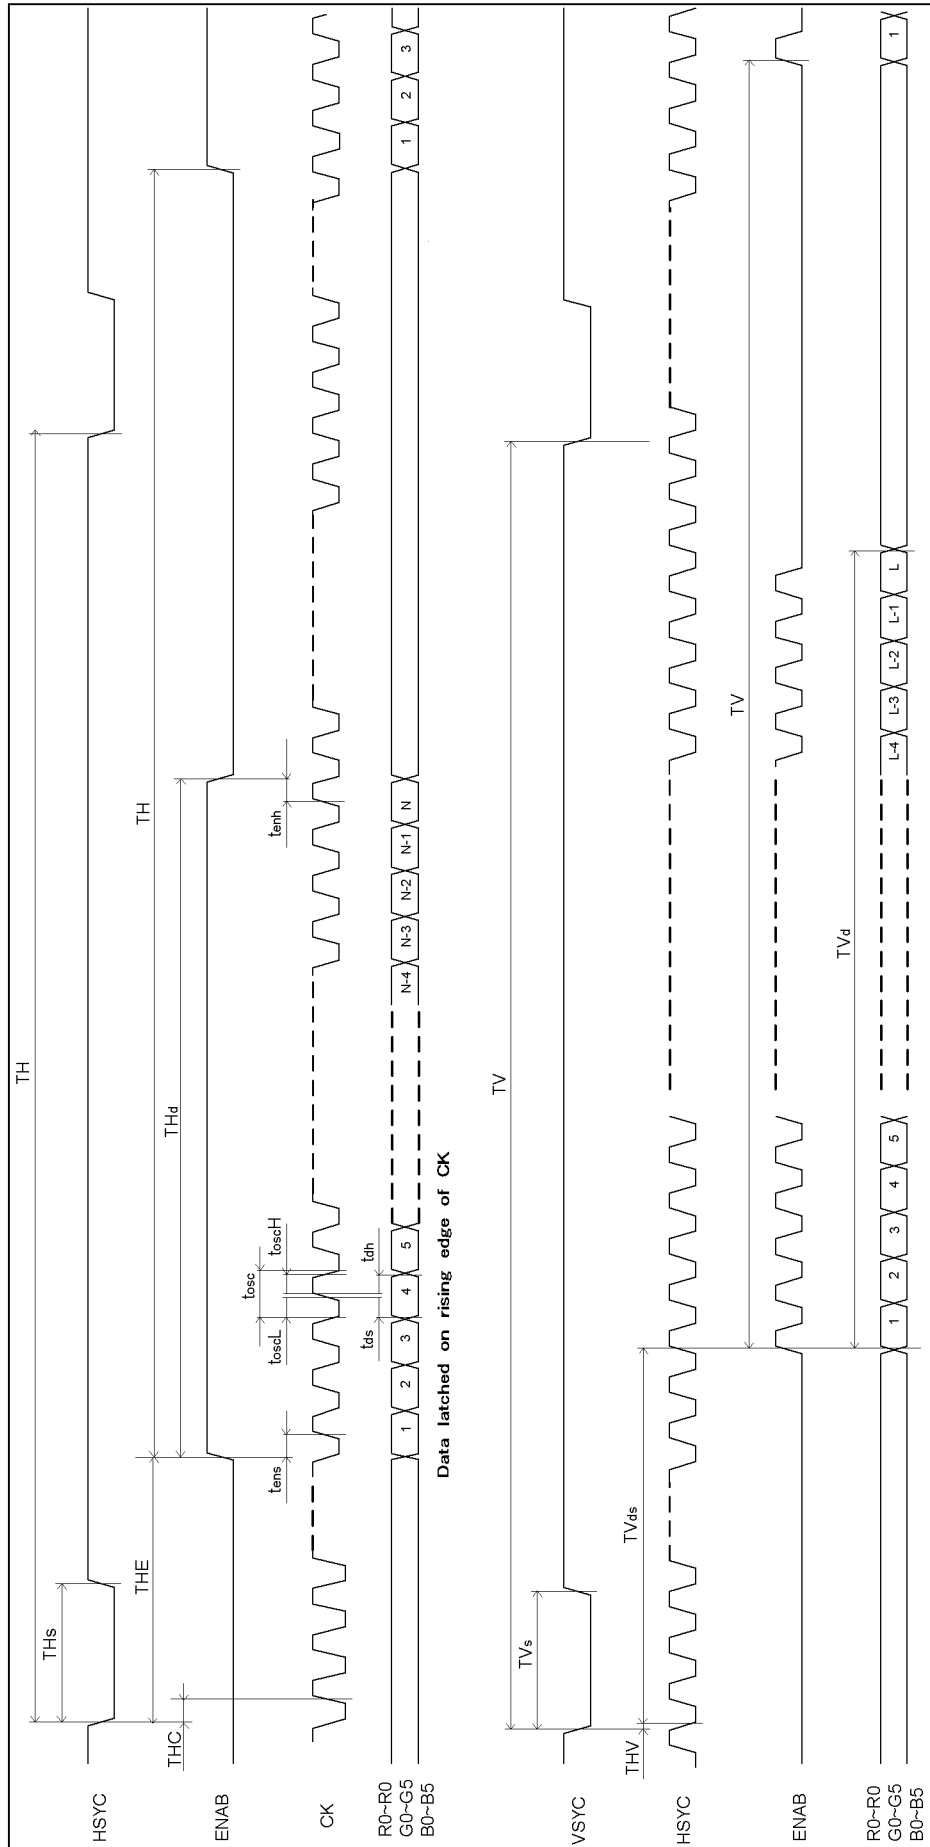 TH
THs
HSYC
THE
TH
THC
THd
ENAB
tens
toscL
tosc
toscH
tenh
CK
tds
tdh
R0~R0
G0~G5
B0~B5
1
2
3
4
5
N-4
N-3
N-2
N-1
N
1
2
3
Data latched on rising edge of CK
TV
TVs
VSYC
THV
TVds
HSYC
TV
ENAB
TVd
R0~R0
G0~G5
B0~B5
1
2
3
4
5
L-4
L-3
L-2
L-1
L
1